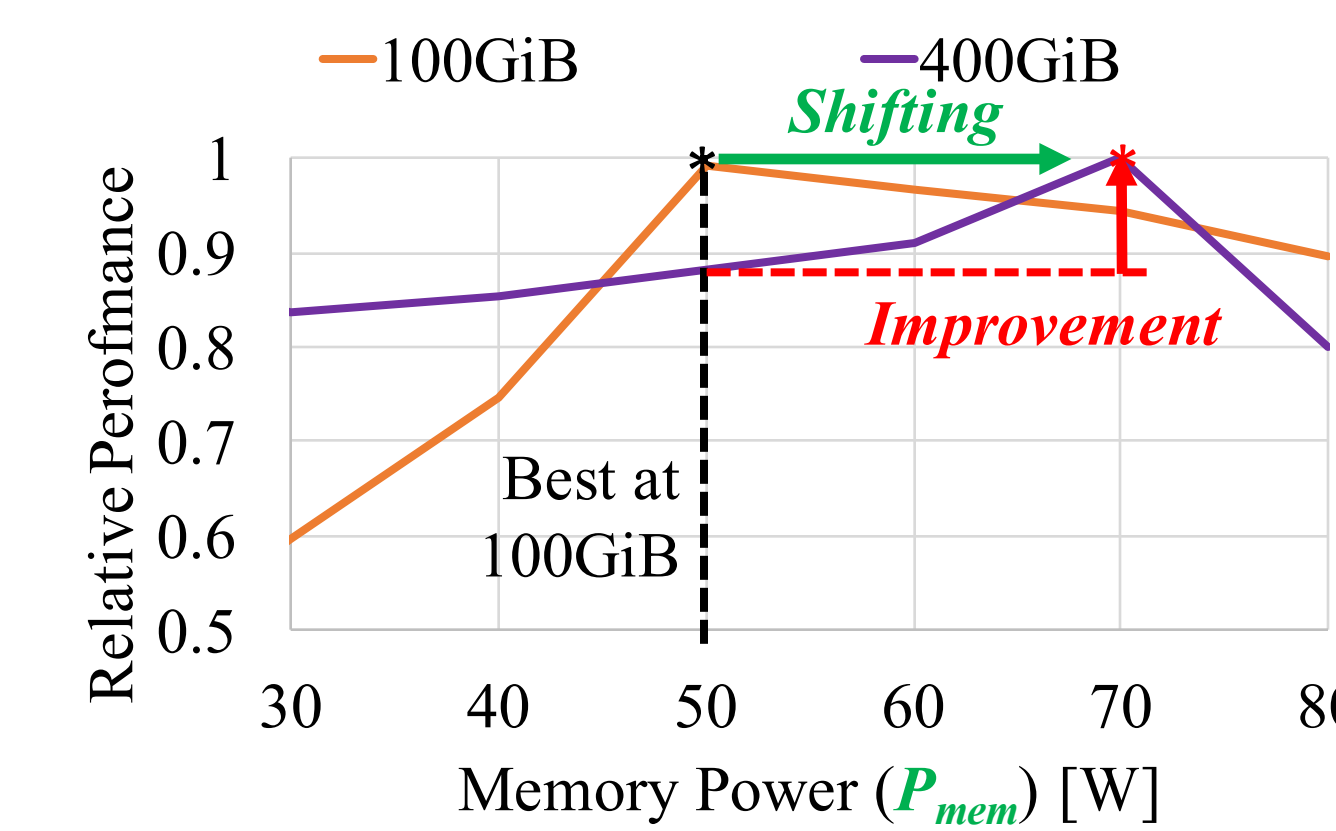 100GiB 400GiB
Shifting
1
0.9
0.8
0.7
0.6
0.5
Relative Perofmance
Improvement
Best at
100GiB
30 40 50 60 70
Memory Power (Pmem) [W]